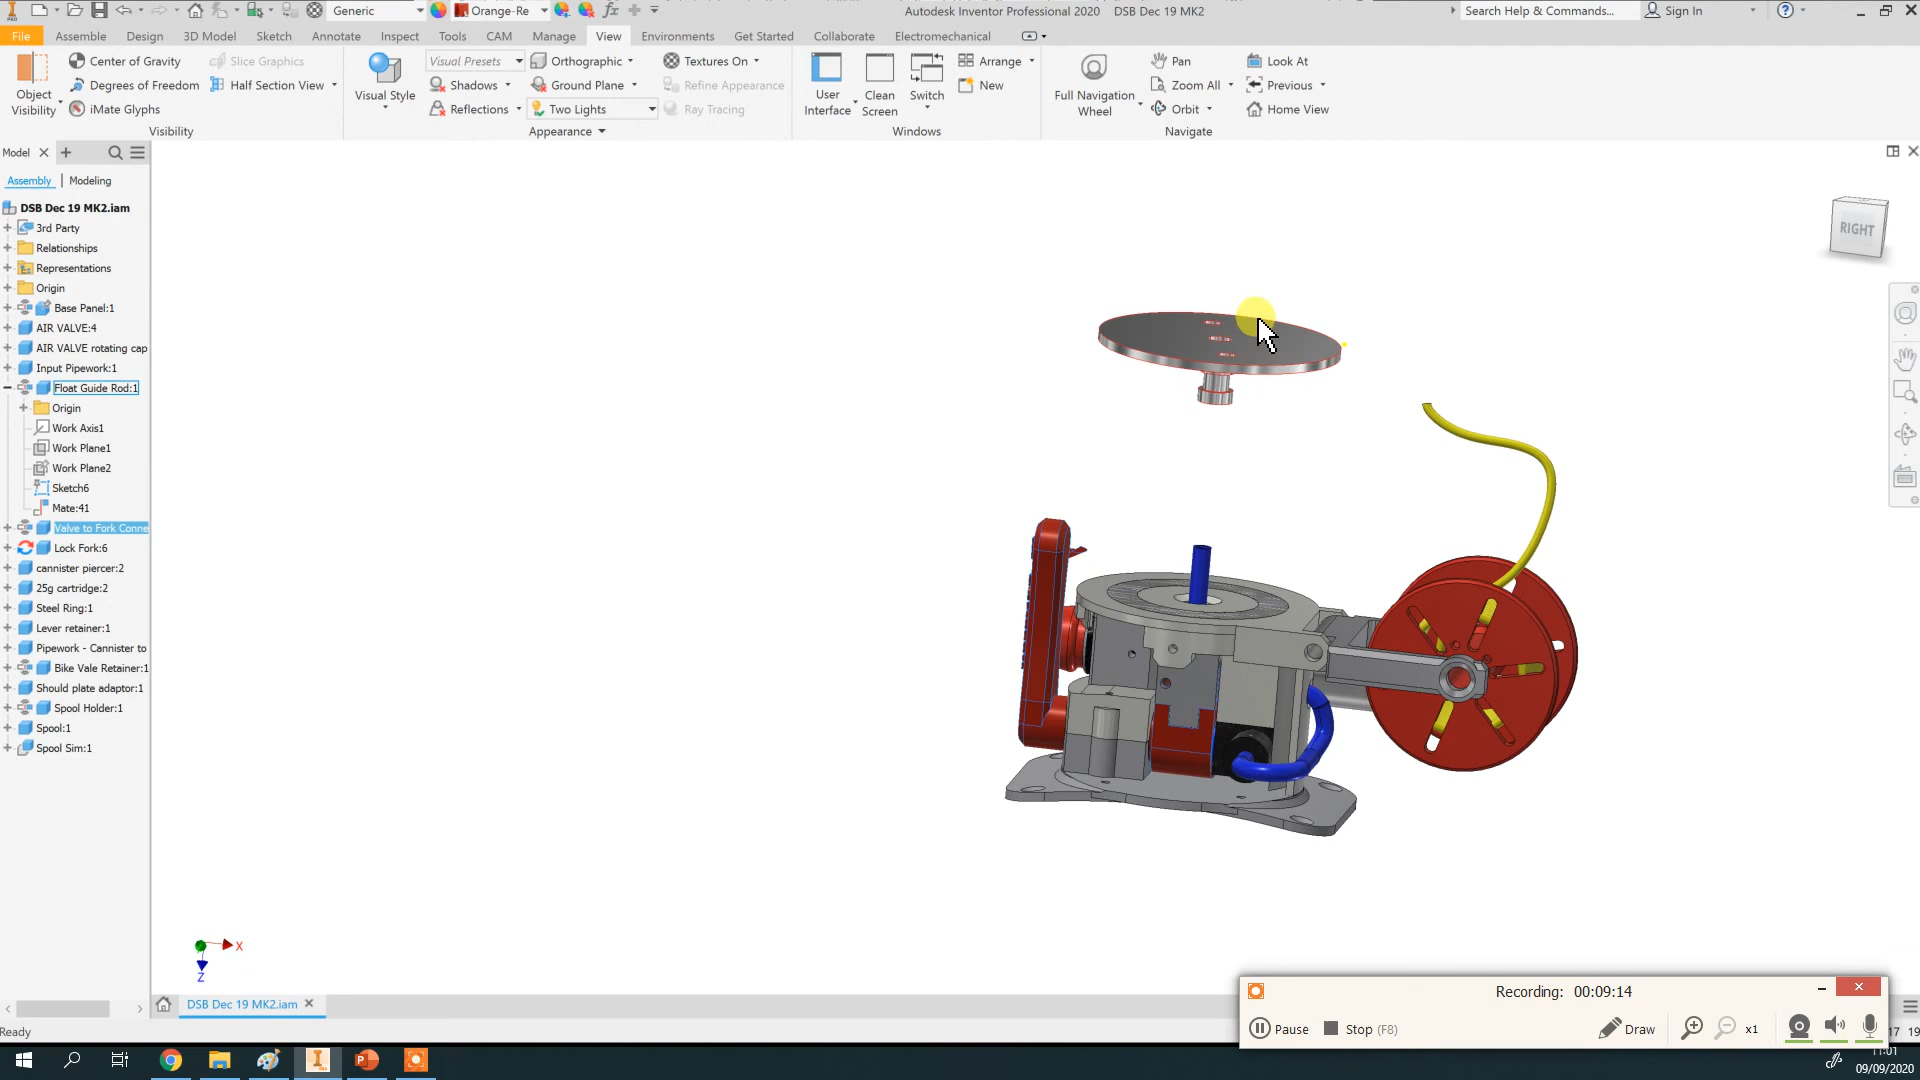 Generic
Orange-Re
Autodesk Inventor Professional 2020 DSB Dec 19 MK2
Search Help & Commands...
Sign In
File Assemble Design 3D Model Sketch Annotate Inspect Tools CAM Manage View Environments Get Started Collaborate Electromechanical
Object Visibility
Center of Gravity
Degrees of Freedom
iMate Glyphs
Slice Graphics
Half Section View
Visibility
Visual Style
Visual Presets
Shadows
Reflections
Orthographic
Ground Plane
Two Lights
Textures On
Refine Appearance
Ray Tracing
Appearance
User Interface
Clean Screen
Switch
Arrange
New
Windows
Full Navigation Wheel
Pan
Zoom All
Orbit
Look At
Previous
Home View
Navigate
Model
Assembly | Modeling
DSB Dec 19 MK2.iam
3rd Party
Relationships
Representations
Origin
Base Panel:1
AIR VALVE:4
AIR VALVE rotating cap
Input Pipework:1
Float Guide Rod:1
Origin
Work Axis1
Work Plane1
Work Plane2
Sketch6
Mate:41
Valve to Fork Conne
Lock Fork:6
cannister piercer:2
25g cartridge:2
Steel Ring:1
Lever retainer:1
Pipework - Cannister to
Bike Vale Retainer:1
Should plate adaptor:1
Spool Holder:1
Spool:1
Spool Sim:1
RIGHT
X
Z
DSB Dec 19 MK2.iam
Ready
Recording: 00:09:14
Pause
Stop (F8)
Draw
x1
17 19
11:01
09/09/2020